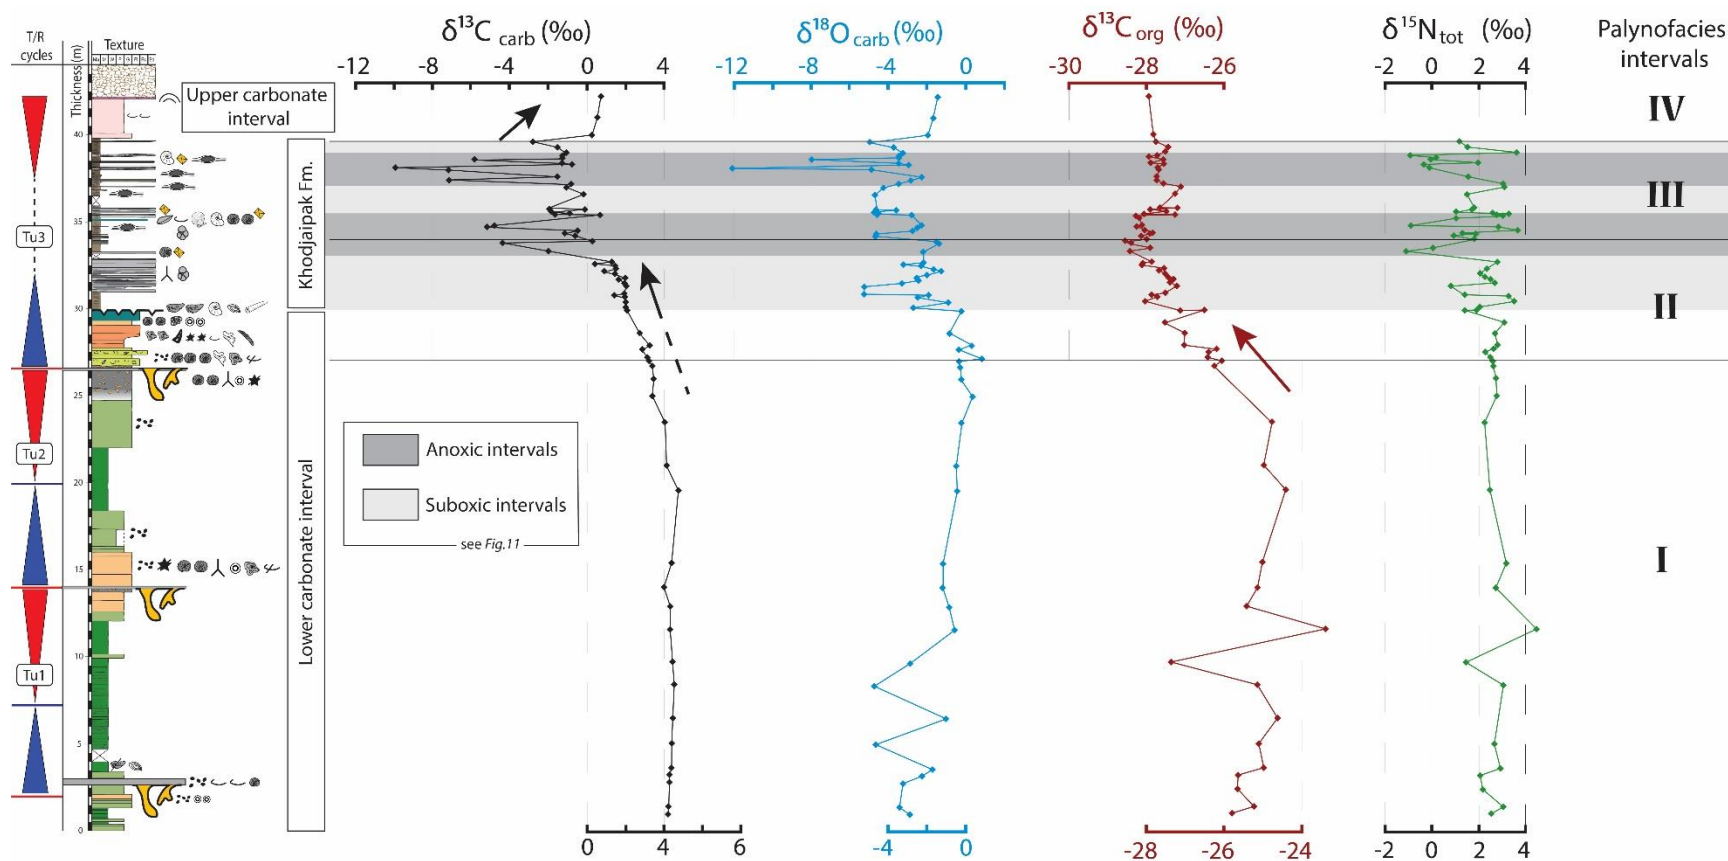 T/R
cycles
Texture
Thickness (m)
δ¹³C carb (‰)
δ¹⁸O carb (‰)
δ¹³C org (‰)
δ¹⁵N tot (‰)
Palynofacies
intervals
-12 -8 -4 0 4
-12 -8 -4 0
-30 -28 -26
-2 0 2 4
Upper carbonate
interval
Khodjaipak Fm.
Lower carbonate interval
40
35
30
25
20
15
10
5
0
Tu3
Tu2
Tu1
IV
III
II
I
Anoxic intervals
Suboxic intervals
see Fig.11
0 2 4 6
-4 0
-28 -26 -24
-2 0 2 4